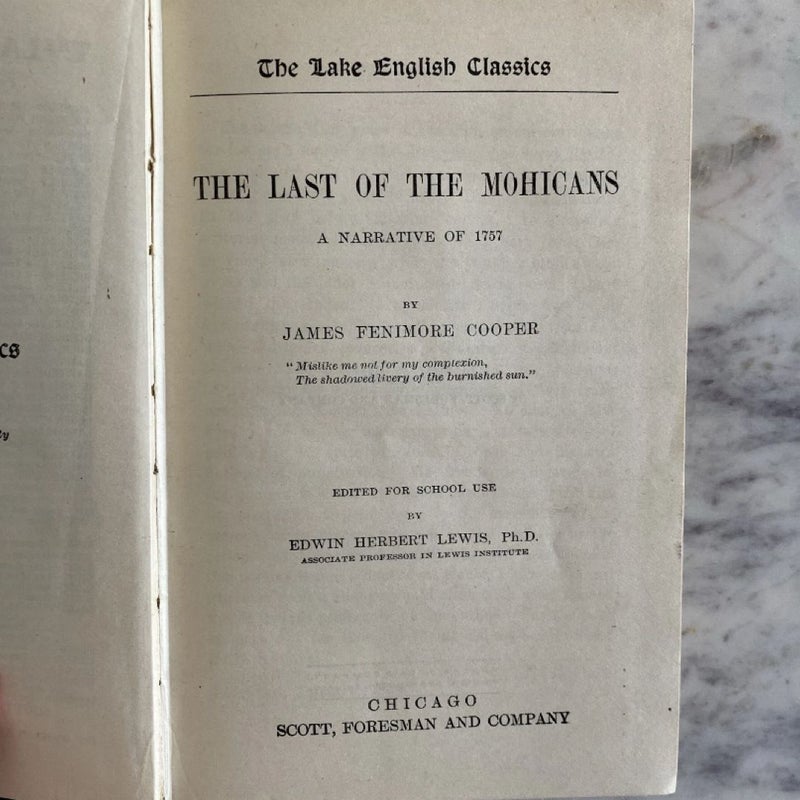 The Lake English Classics
THE LAST OF THE MOHICANS
A NARRATIVE OF 1757
BY
JAMES FENIMORE COOPER
"Mislike me not for my complexion,
The shadowed livery of the burnished sun."
EDITED FOR SCHOOL USE
BY
EDWIN HERBERT LEWIS, Ph.D.
ASSOCIATE PROFESSOR IN LEWIS INSTITUTE
CHICAGO
SCOTT, FORESMAN AND COMPANY